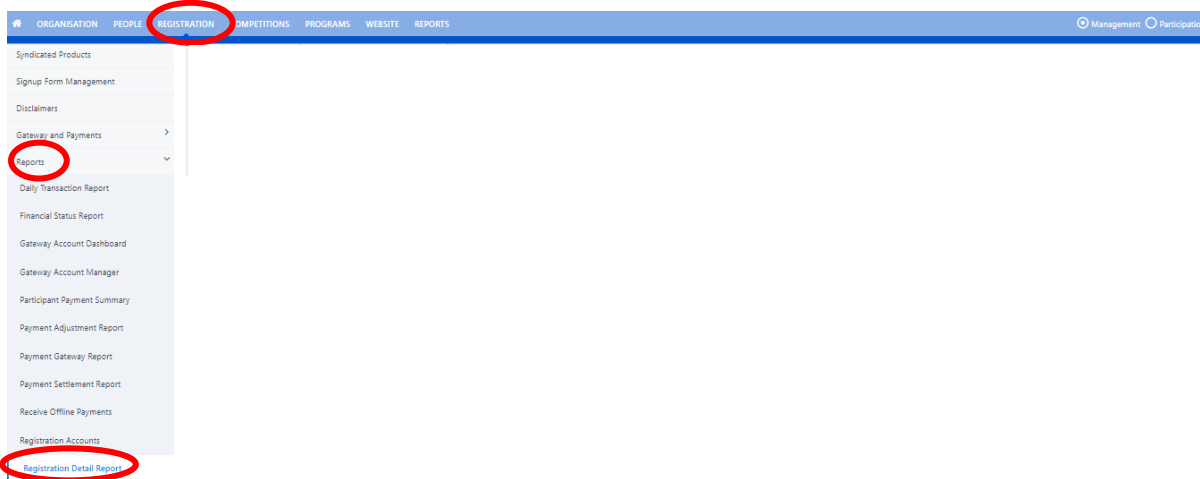 ORGANISATION PEOPLE REGISTRATION COMPETITIONS PROGRAMS WEBSITE REPORTS Management Participatio
Syndicated Products
Signup Form Management
Disclaimers
Gateway and Payments
Reports
Daily Transaction Report
Financial Status Report
Gateway Account Dashboard
Gateway Account Manager
Participant Payment Summary
Payment Adjustment Report
Payment Gateway Report
Payment Settlement Report
Receive Offline Payments
Registration Accounts
Registration Detail Report